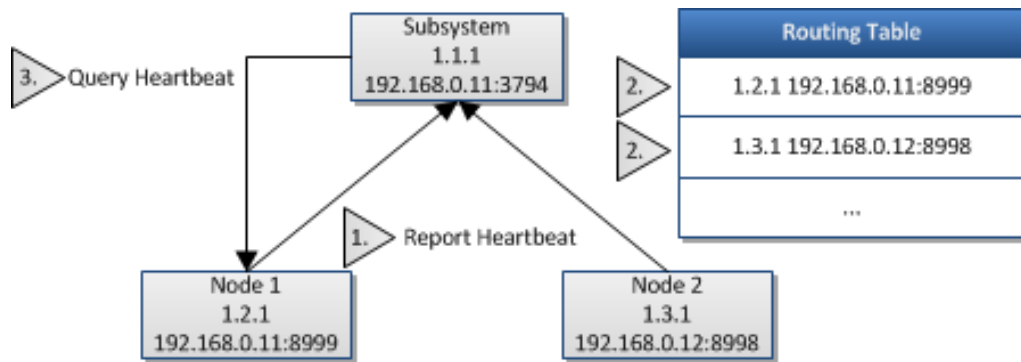 Subsystem
1.1.1
192.168.0.11:3794
3. Query Heartbeat
Routing Table
2. 1.2.1 192.168.0.11:8999
2. 1.3.1 192.168.0.12:8998
...
1. Report Heartbeat
Node 1
1.2.1
192.168.0.11:8999
Node 2
1.3.1
192.168.0.12:8998